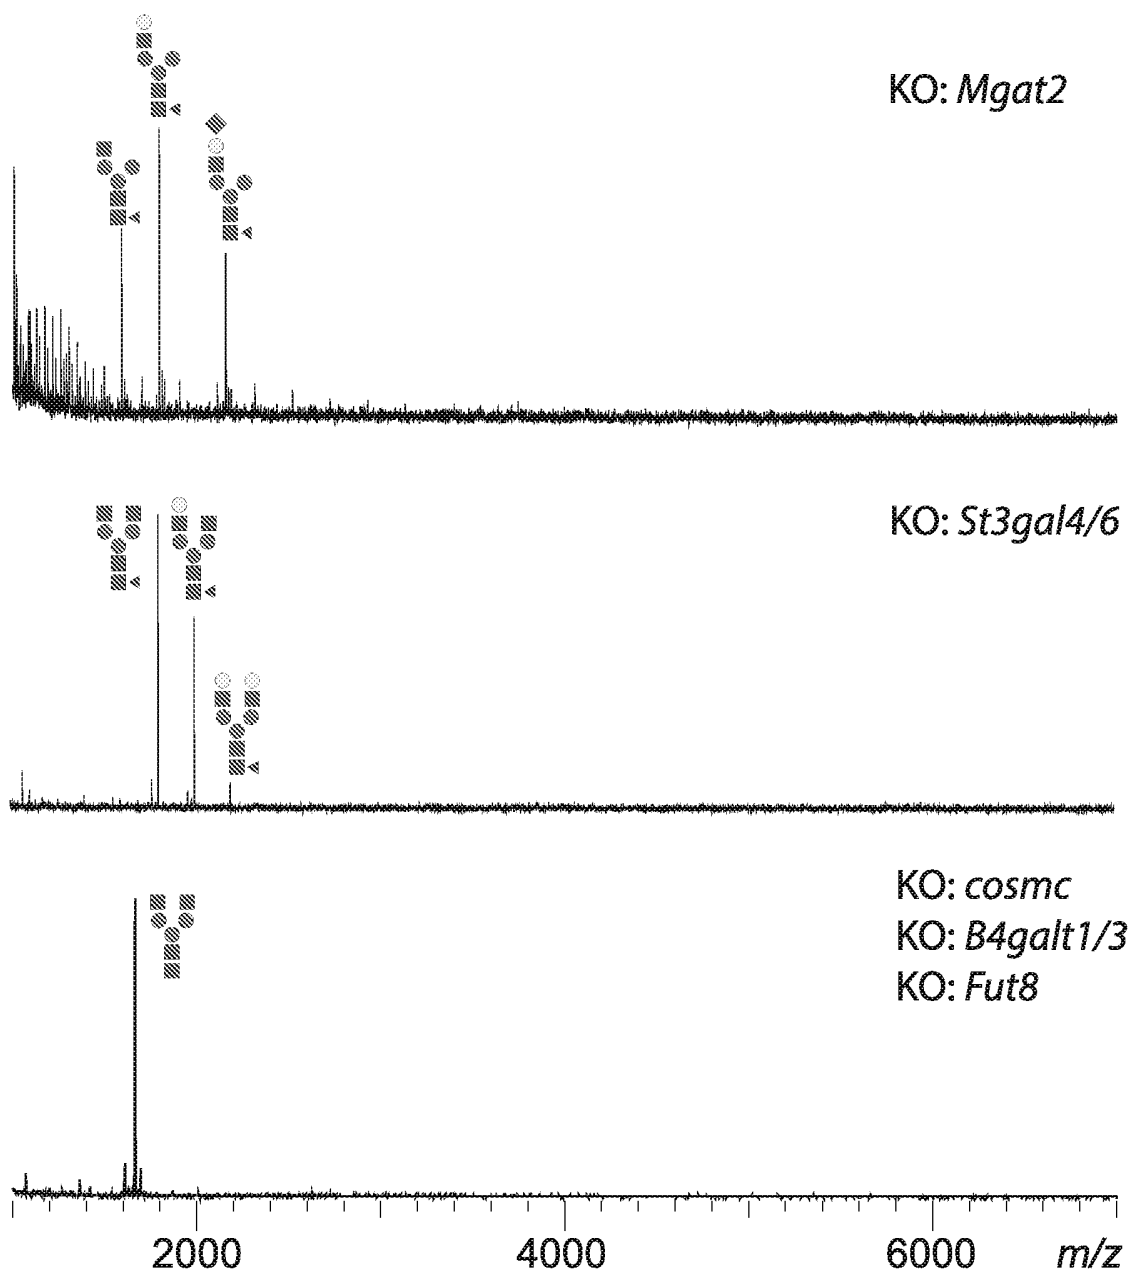 KO: Mgat2
KO: St3gal4/6
KO: cosmc
KO: B4galt1/3
KO: Fut8
2000 4000 6000 m/z